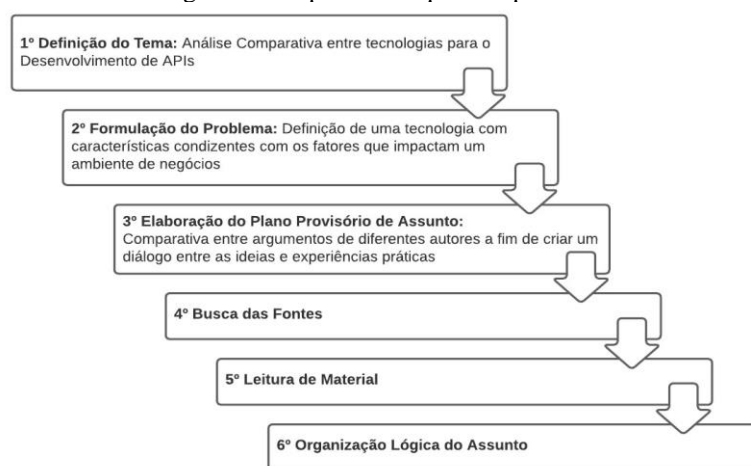 1º Definição do Tema: Análise Comparativa entre tecnologias para o
Desenvolvimento de APIs
2º Formulação do Problema: Definição de uma tecnologia com
características condizentes com os fatores que impactam um
ambiente de negócios
3º Elaboração do Plano Provisório de Assunto:
Comparativa entre argumentos de diferentes autores a fim de criar um
diálogo entre as ideias e experiências práticas
4º Busca das Fontes
5º Leitura de Material
6º Organização Lógica do Assunto